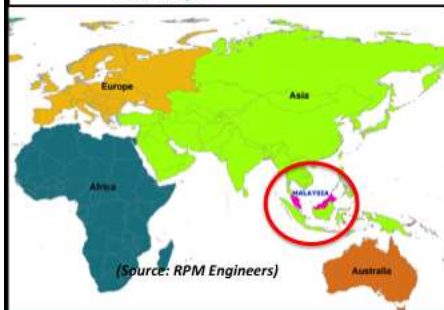 Europe
Asia
Africa
MALAYSIA
(Source: RPM Engineers)
Australia